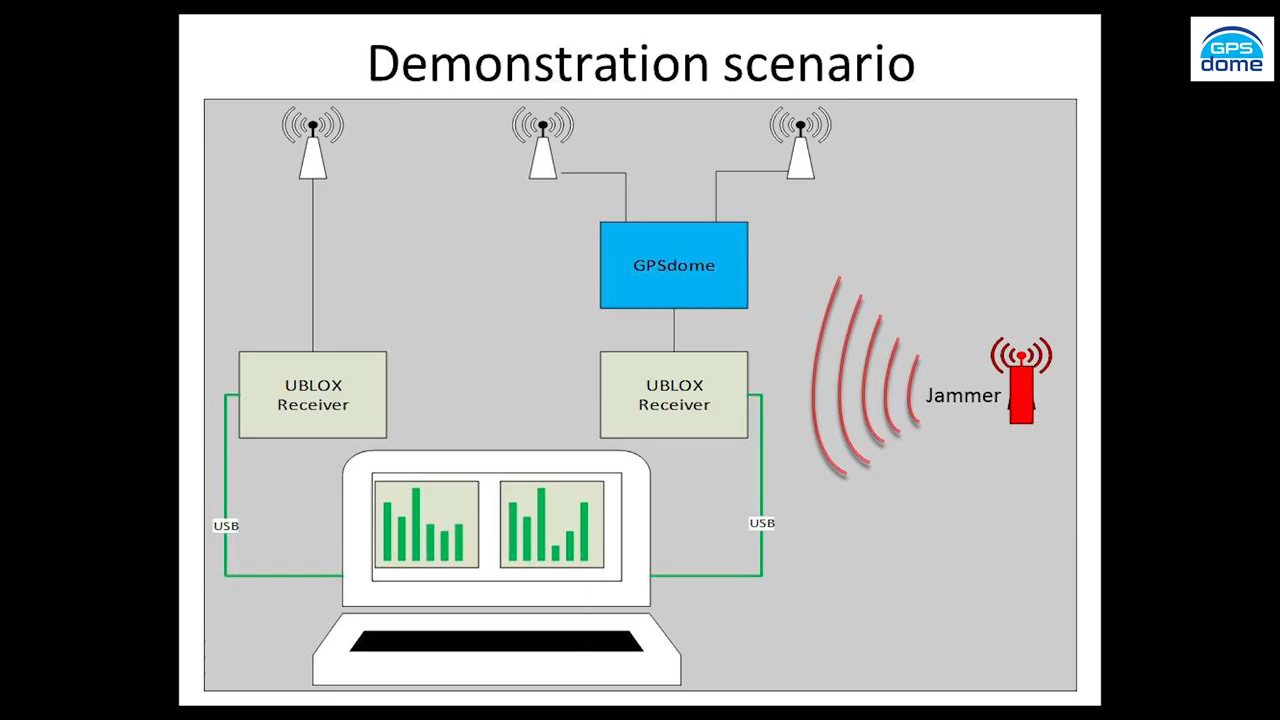 Demonstration scenario
GPS
dome
GPSdome
UBLOX
Receiver
UBLOX
Receiver
Jammer
USB
USB